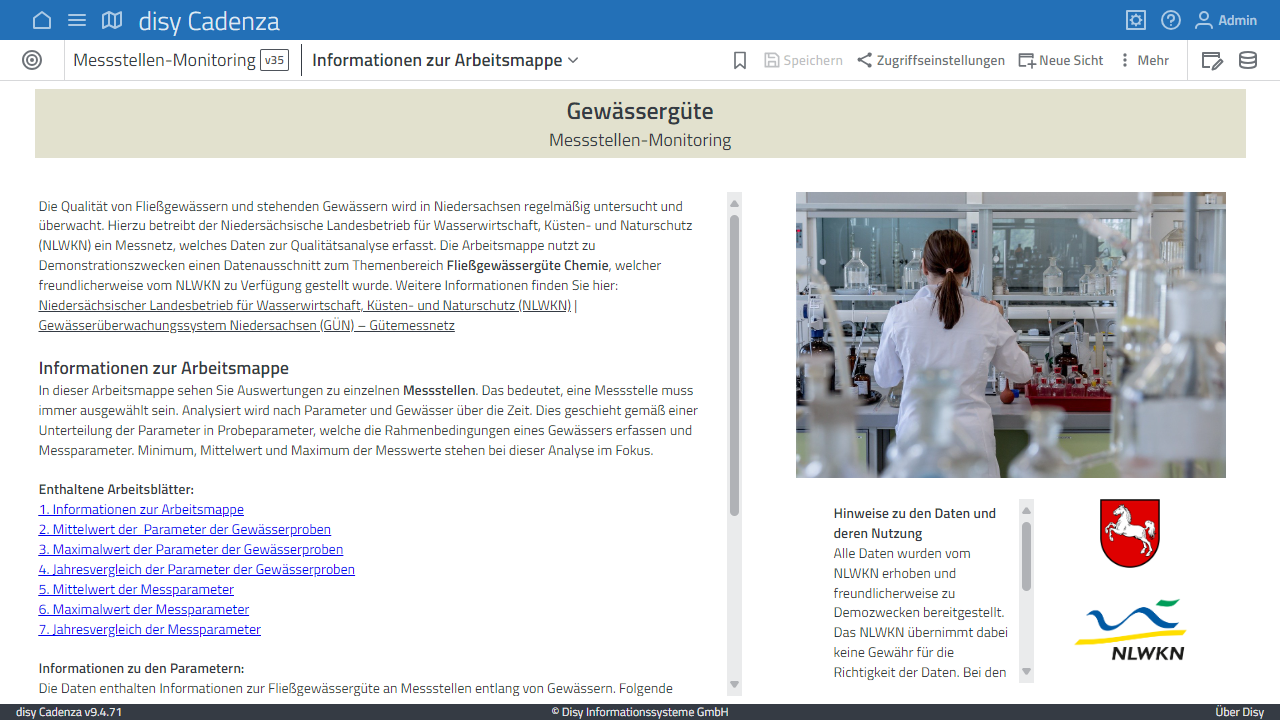 disy Cadenza
Admin
Messstellen-Monitoring v35
Informationen zur Arbeitsmappe
Speichern
Zugriffseinstellungen
Neue Sicht
Mehr
Gewässergüte
Messstellen-Monitoring
Die Qualität von Fließgewässern und stehenden Gewässern wird in Niedersachsen regelmäßig untersucht und
überwacht. Hierzu betreibt der Niedersächsische Landesbetrieb für Wasserwirtschaft, Küsten- und Naturschutz
(NLWKN) ein Messnetz, welches Daten zur Qualitätsanalyse erfasst. Die Arbeitsmappe nutzt zu
Demonstrationszwecken einen Datenausschnitt zum Themenbereich Fließgewässergüte Chemie, welcher
freundlicherweise vom NLWKN zu Verfügung gestellt wurde. Weitere Informationen finden Sie hier:
Niedersächsischer Landesbetrieb für Wasserwirtschaft, Küsten- und Naturschutz (NLWKN) |
Gewässerüberwachungssystem Niedersachsen (GÜN) – Gütemessnetz
Informationen zur Arbeitsmappe
In dieser Arbeitsmappe sehen Sie Auswertungen zu einzelnen Messstellen. Das bedeutet, eine Messstelle muss
immer ausgewählt sein. Analysiert wird nach Parameter und Gewässer über die Zeit. Dies geschieht gemäß einer
Unterteilung der Parameter in Probeparameter, welche die Rahmenbedingungen eines Gewässers erfassen und
Messparameter. Minimum, Mittelwert und Maximum der Messwerte stehen bei dieser Analyse im Fokus.
Enthaltene Arbeitsblätter:
1. Informationen zur Arbeitsmappe
2. Mittelwert der  Parameter der Gewässerproben
3. Maximalwert der Parameter der Gewässerproben
4. Jahresvergleich der Parameter der Gewässerproben
5. Mittelwert der Messparameter
6. Maximalwert der Messparameter
7. Jahresvergleich der Messparameter
Informationen zu den Parametern:
Die Daten enthalten Informationen zur Fließgewässergüte an Messstellen entlang von Gewässern. Folgende
Hinweise zu den Daten und
deren Nutzung
Alle Daten wurden vom
NLWKN erhoben und
freundlicherweise zu
Demozwecken bereitgestellt.
Das NLWKN übernimmt dabei
keine Gewähr für die
Richtigkeit der Daten. Bei den
NLWKN
disy Cadenza v9.4.71
© Disy Informationssysteme GmbH
Über Disy